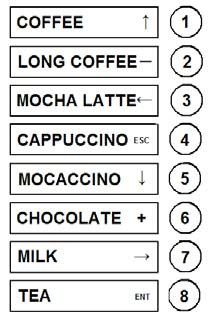 COFFEE ↑ 1
LONG COFFEE – 2
MOCHA LATTE ← 3
CAPPUCCINO ESC 4
MOCACCINO ↓ 5
CHOCOLATE + 6
MILK → 7
TEA ENT 8